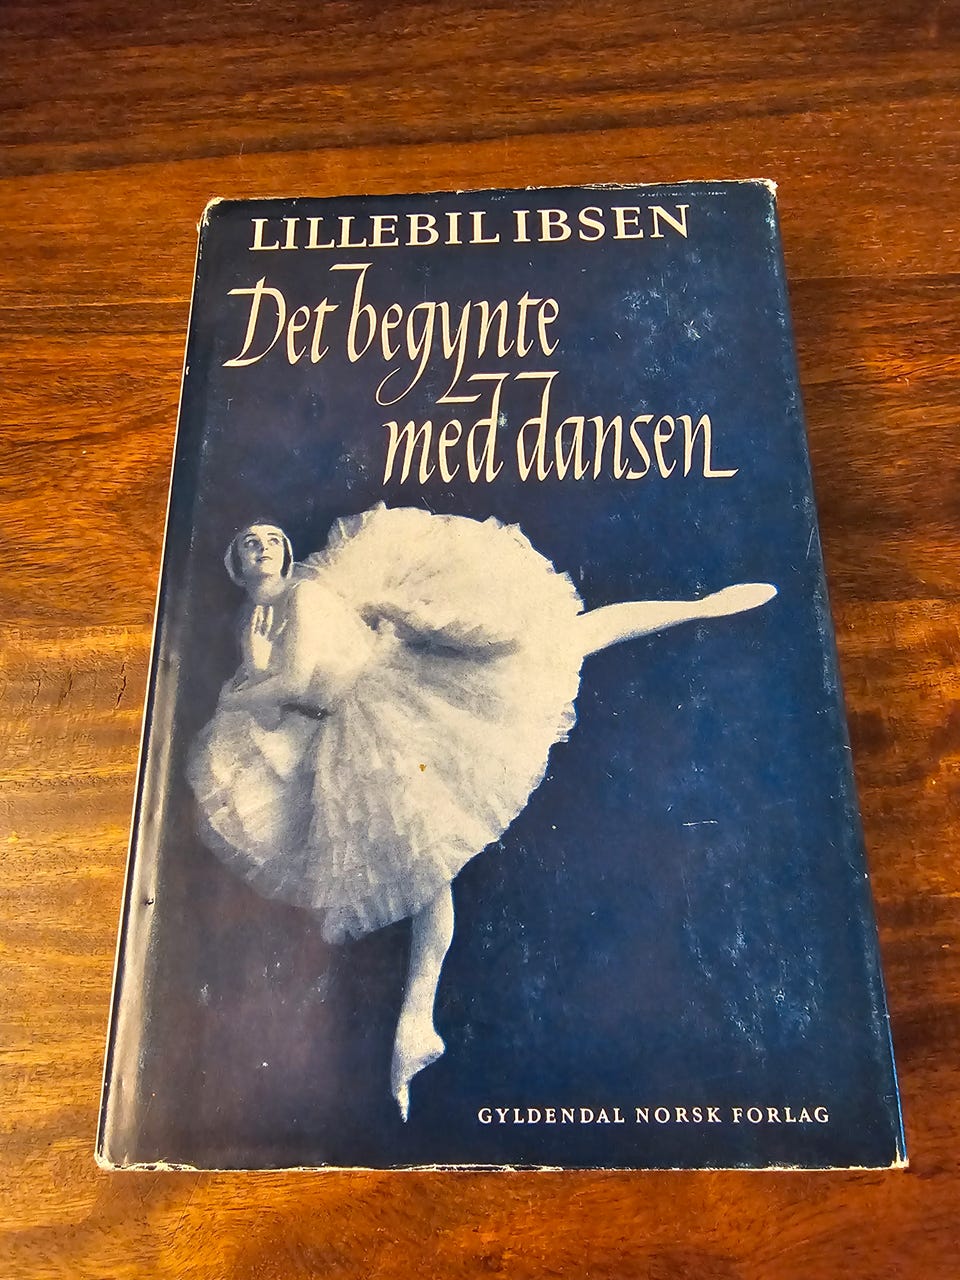 LILLEBIL IBSEN
Det begynte
med dansen
GYLDENDAL NORSK FORLAG